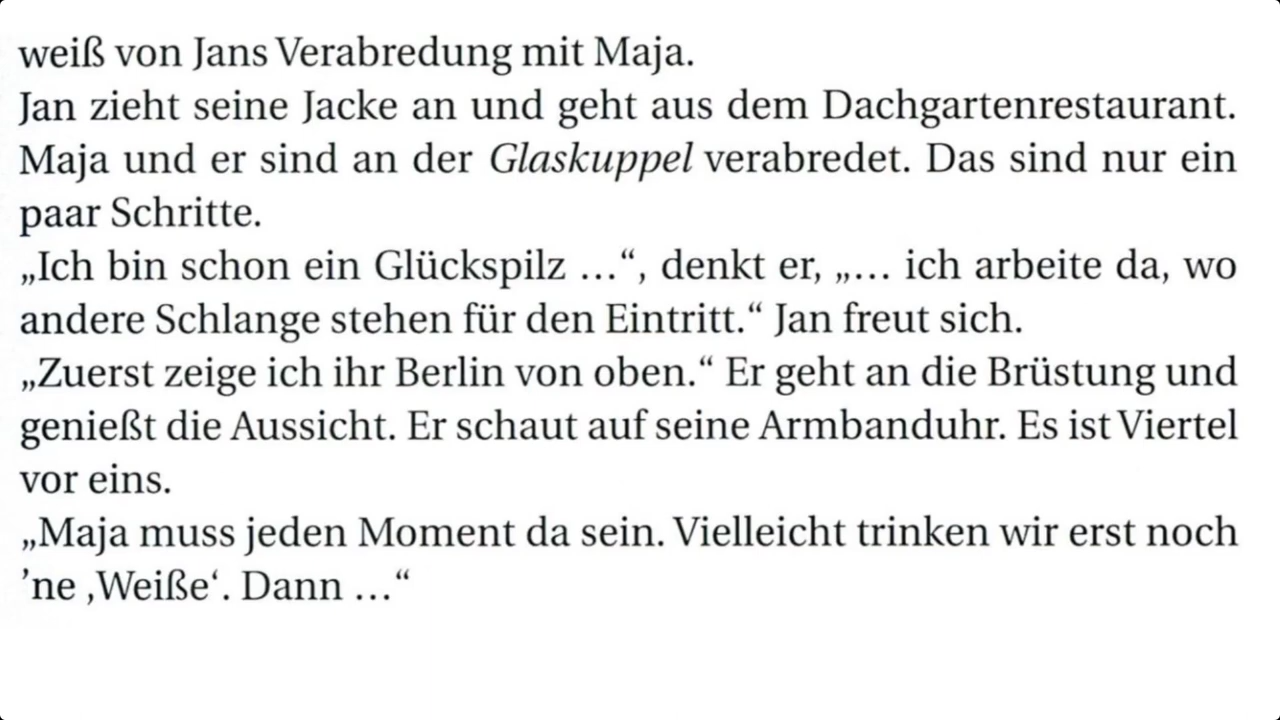 weiß von Jans Verabredung mit Maja.
Jan zieht seine Jacke an und geht aus dem Dachgartenrestaurant.
Maja und er sind an der Glaskuppel verabredet. Das sind nur ein
paar Schritte.
„Ich bin schon ein Glückspilz …“, denkt er, „… ich arbeite da, wo
andere Schlange stehen für den Eintritt.“ Jan freut sich.
„Zuerst zeige ich ihr Berlin von oben.“ Er geht an die Brüstung und
genießt die Aussicht. Er schaut auf seine Armbanduhr. Es ist Viertel
vor eins.
„Maja muss jeden Moment da sein. Vielleicht trinken wir erst noch
’ne ‚Weiße‘. Dann …“